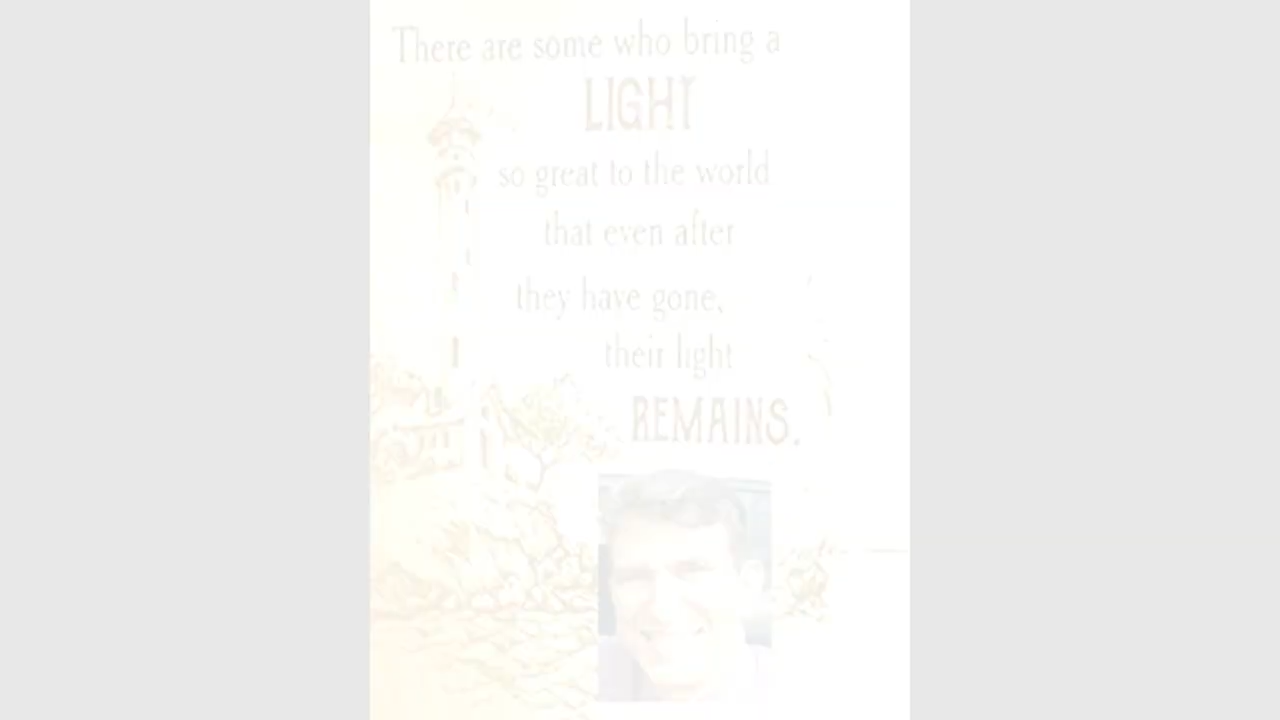 There are some who bring a
LIGHT
so great to the world
that even after
they have gone,
their light
REMAINS.